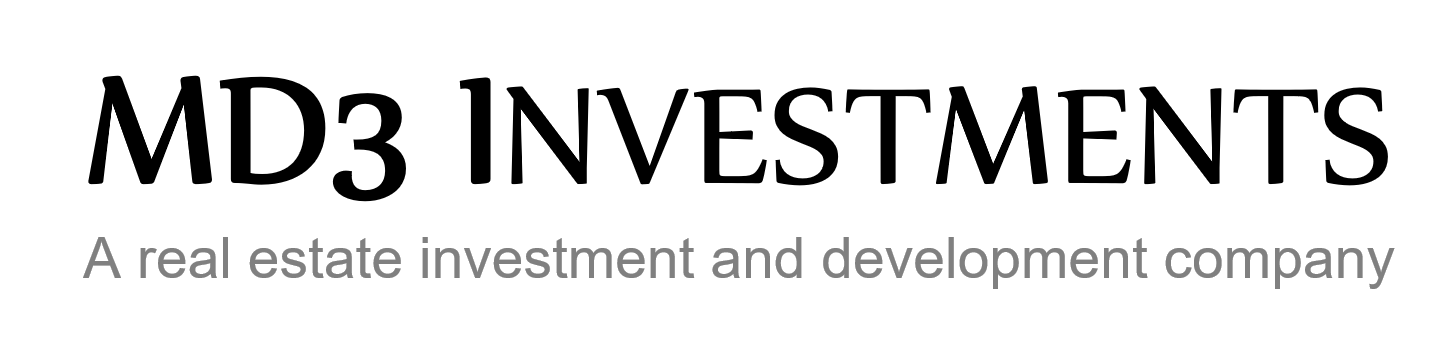 MD3 INVESTMENTS
A real estate investment and development company